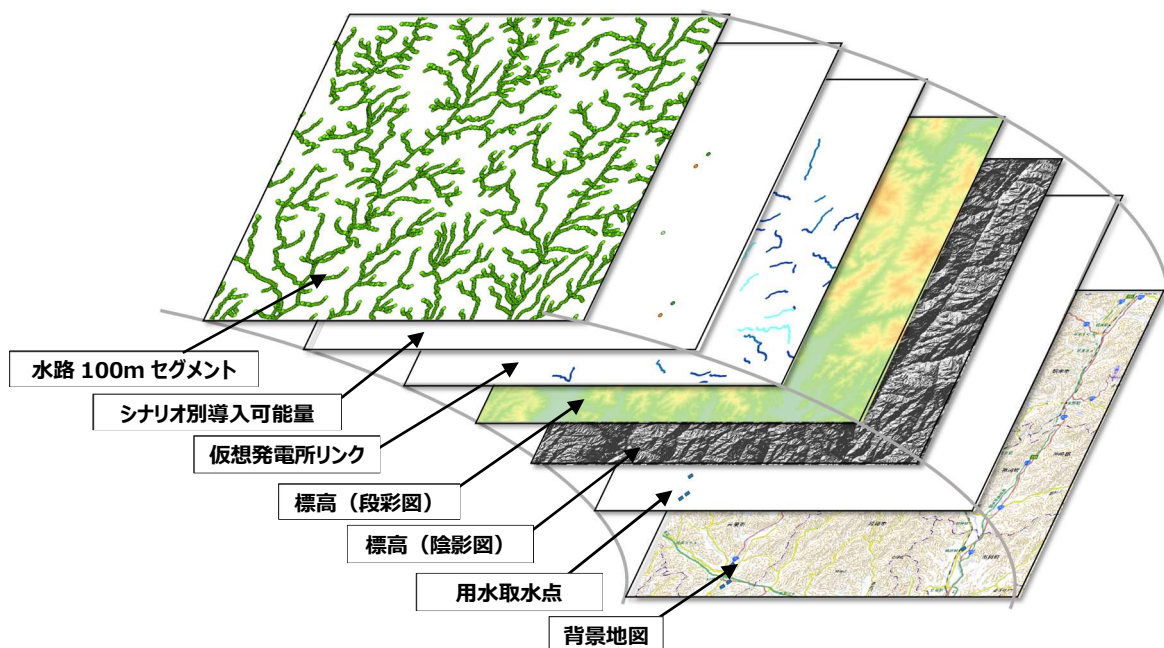 水路 100m セグメント
シナリオ別導入可能量
仮想発電所リンク
標高（段彩図）
標高（陰影図）
用水取水点
背景地図